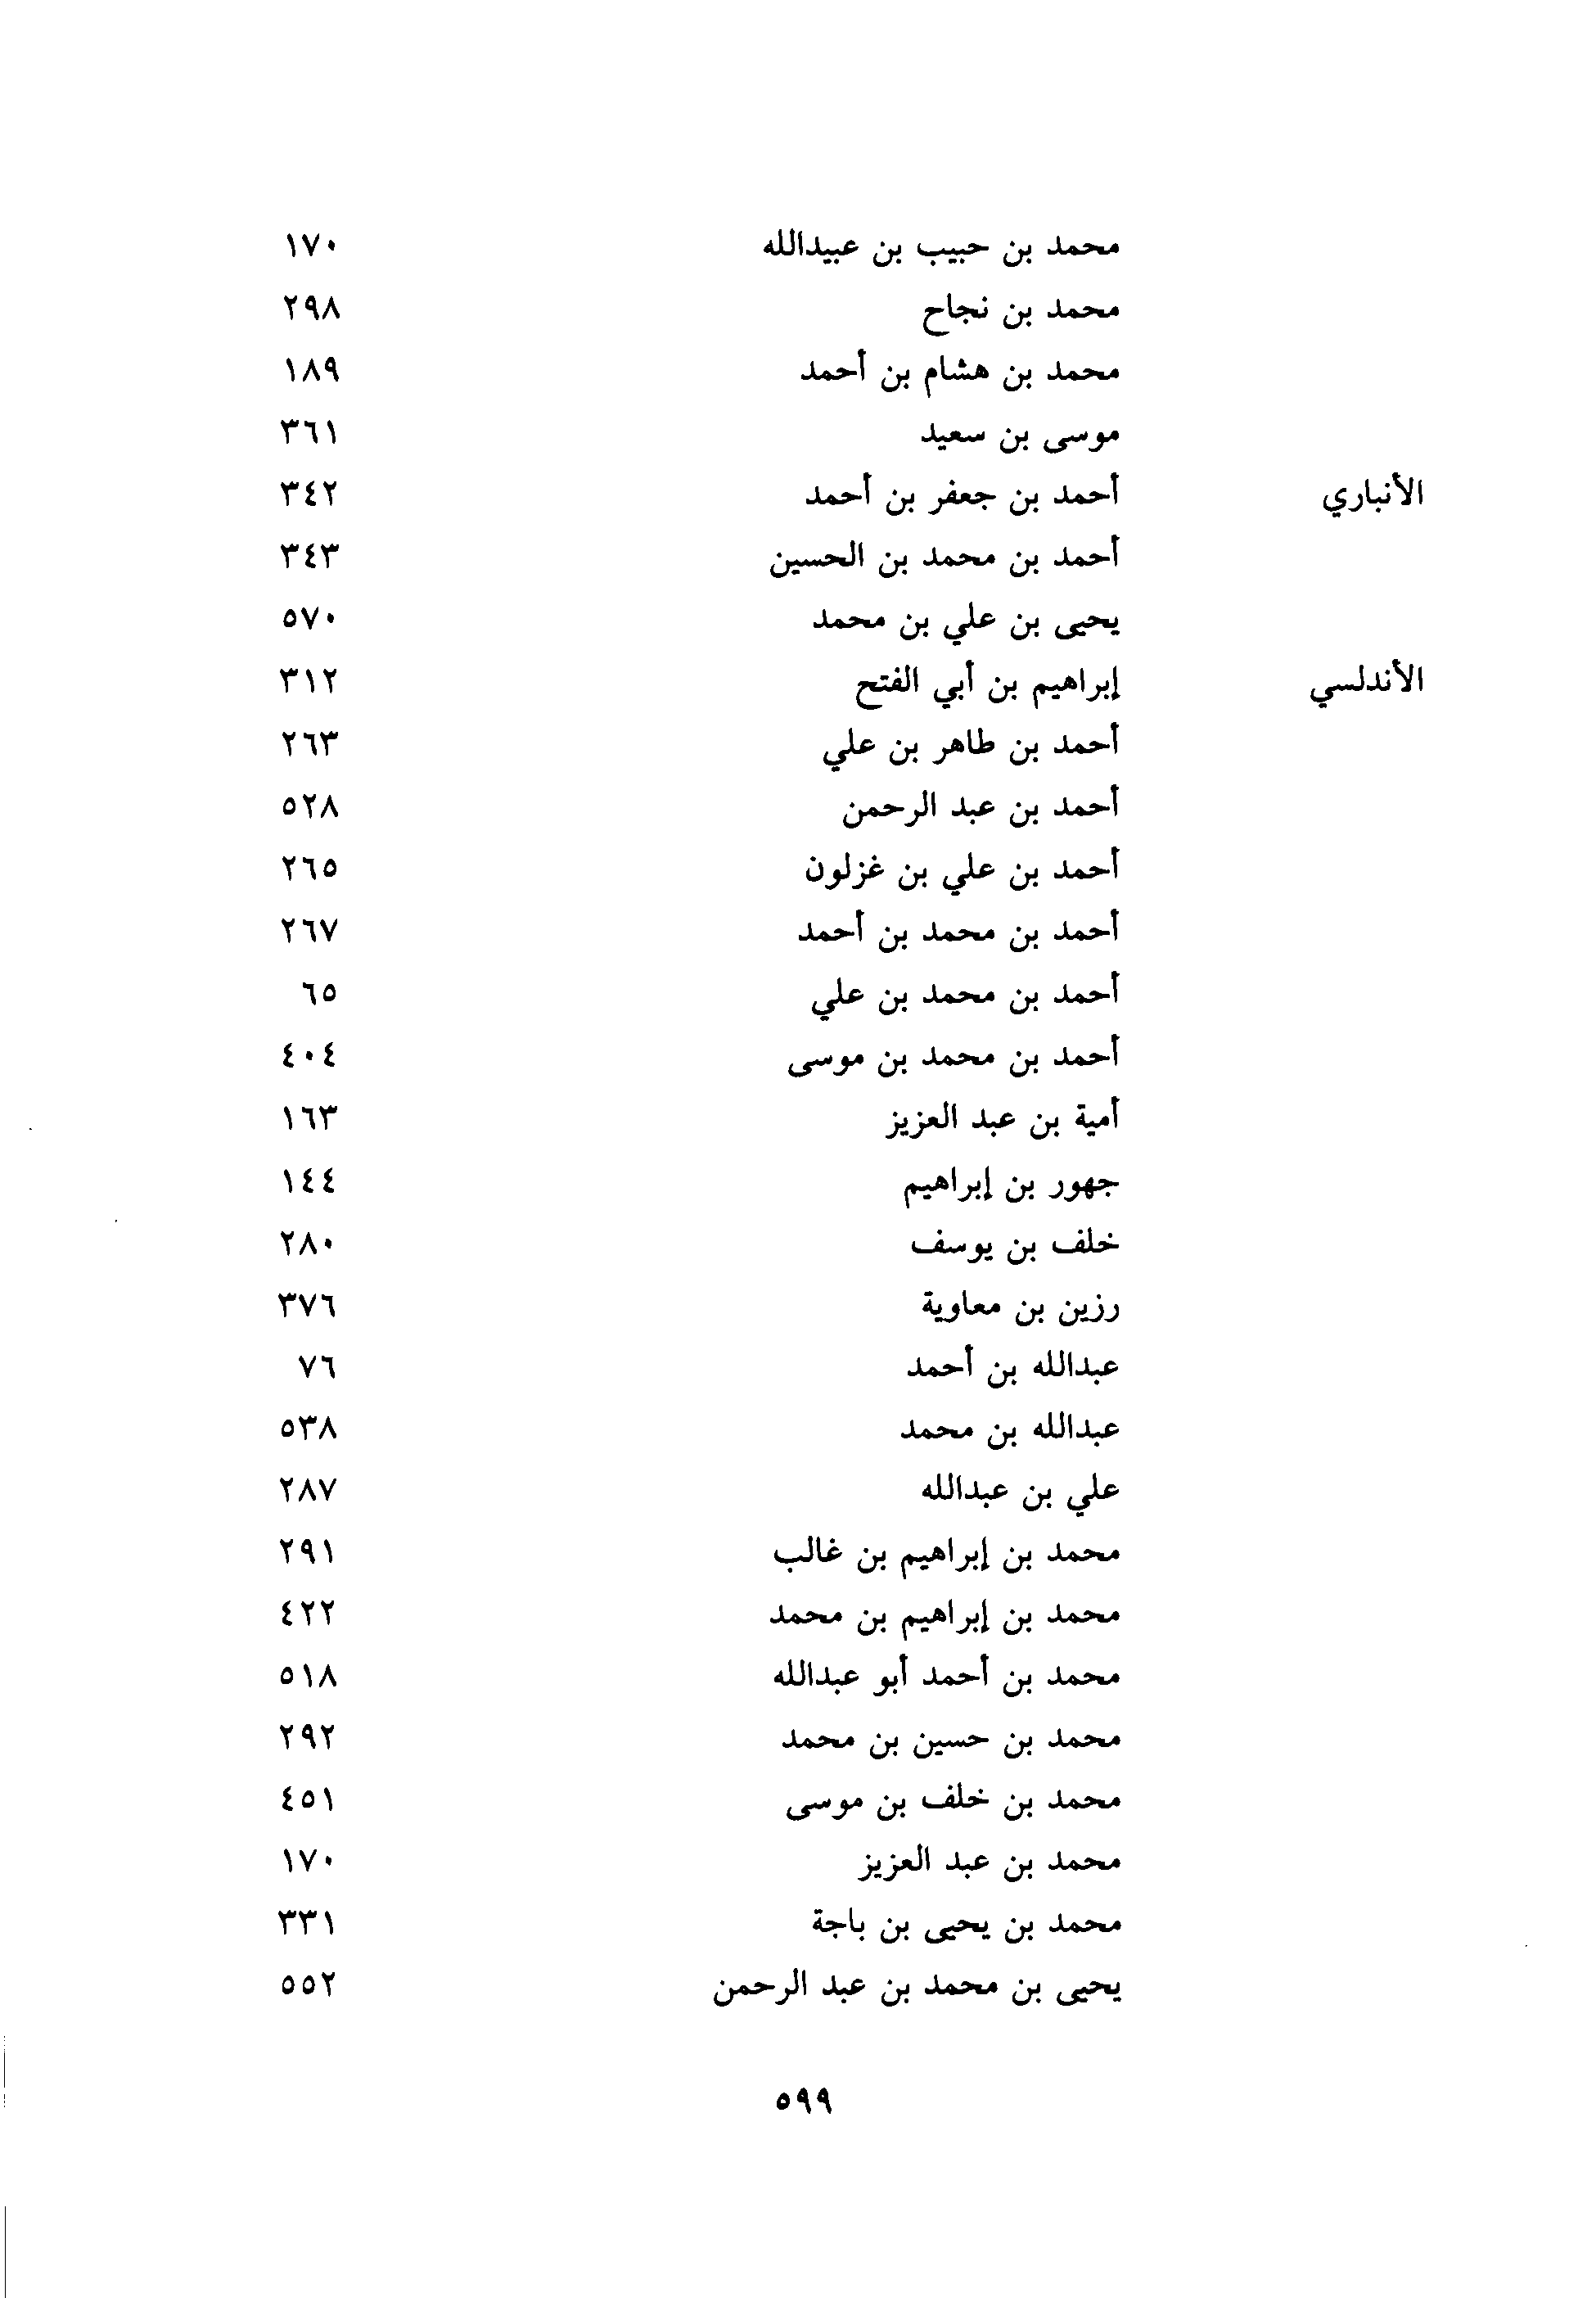 محمد بن حبيب بن عبيدالله ١٧٠
محمد بن نجاح ٢٩٨
محمد بن هشام بن أحمد ١٨٩
موسى بن سعيد ٣٦١
الأنباري أحمد بن جعفر بن أحمد ٣٤٢
أحمد بن محمد بن الحسين ٣٤٣
يحيى بن علي بن محمد ٥٧٠
الأندلسي إبراهيم بن أبي الفتح ٣١٢
أحمد بن طاهر بن علي ٢٦٣
أحمد بن عبد الرحمن ٥٢٨
أحمد بن علي بن غزلون ٢٦٥
أحمد بن محمد بن أحمد ٢٦٧
أحمد بن محمد بن علي ٦٥
أحمد بن محمد بن موسى ٤٠٤
أمية بن عبد العزيز ١٦٣
جهور بن إبراهيم ١٤٤
خلف بن يوسف ٢٨٠
رزين بن معاوية ٣٧٦
عبدالله بن أحمد ٧٦
عبدالله بن محمد ٥٣٨
علي بن عبدالله ٢٨٧
محمد بن إبراهيم بن غالب ٢٩١
محمد بن إبراهيم بن محمد ٤٢٢
محمد بن أحمد أبو عبدالله ٥١٨
محمد بن حسين بن محمد ٢٩٢
محمد بن خلف بن موسى ٤٥١
محمد بن عبد العزيز ١٧٠
محمد بن يحيى بن باجة ٣٣١
يحيى بن محمد بن عبد الرحمن ٥٥٢
٥٩٩